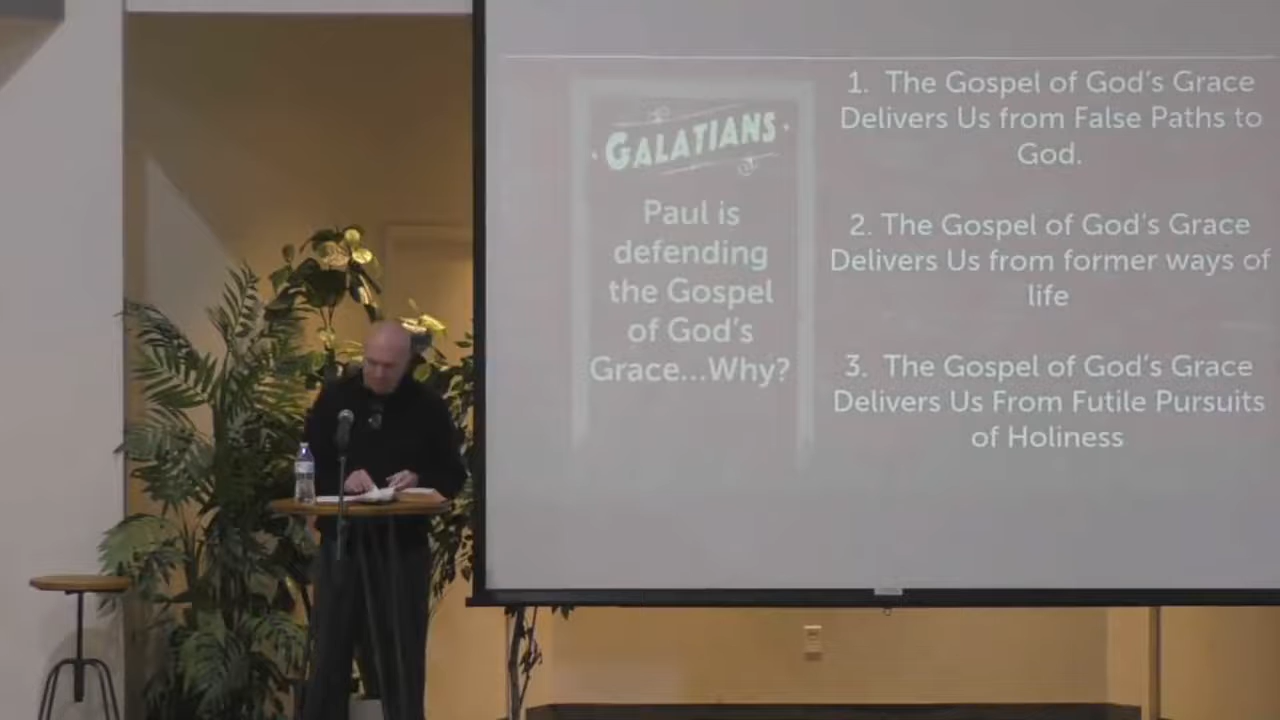 GALATIANS
Paul is
defending
the Gospel
of God's
Grace...Why?
1. The Gospel of God's Grace
Delivers Us from False Paths to
God.
2. The Gospel of God's Grace
Delivers Us from former ways of
life
3. The Gospel of God's Grace
Delivers Us From Futile Pursuits
of Holiness